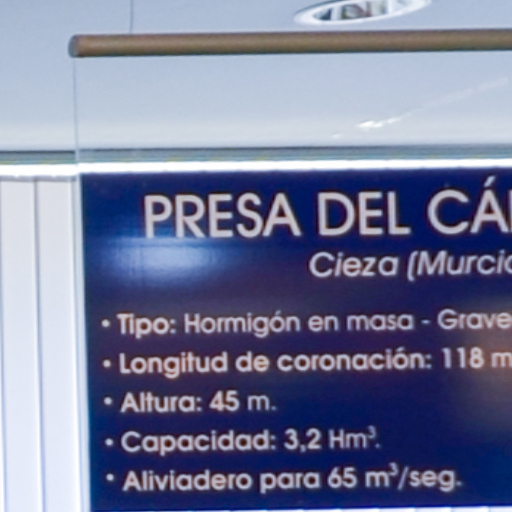 PRESA DEL CÁ
Cieza (Murcia
• Tipo: Hormigón en masa - Grave
• Longitud de coronación: 118 m
• Altura: 45 m.
• Capacidad: 3,2 Hm³.
• Aliviadero para 65 m³/seg.